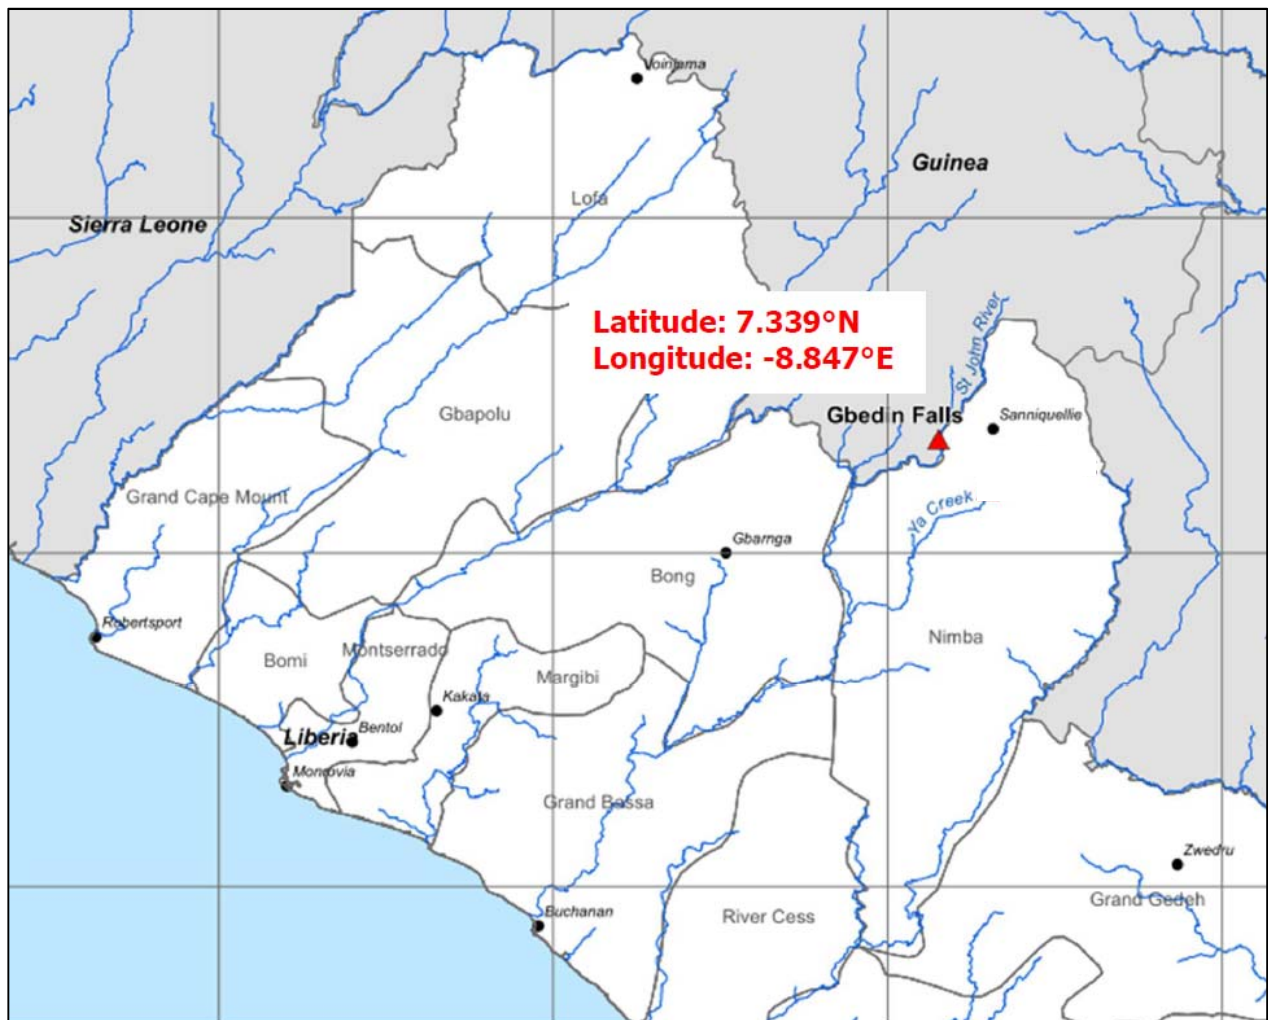 Voinjama
Guinea
Lofa
Sierra Leone
Latitude: 7.339°N
Longitude: -8.847°E
St John River
Gbedin Falls
Sanniquellie
Gbapolu
Grand Cape Mount
Ya Creek
Gbarnga
Bong
Robertsport
Nimba
Montserrado
Bomi
Margibi
Kakata
Bentol
Liberia
Monrovia
Grand Bassa
Zwedru
Grand Gedeh
Buchanan
River Cess